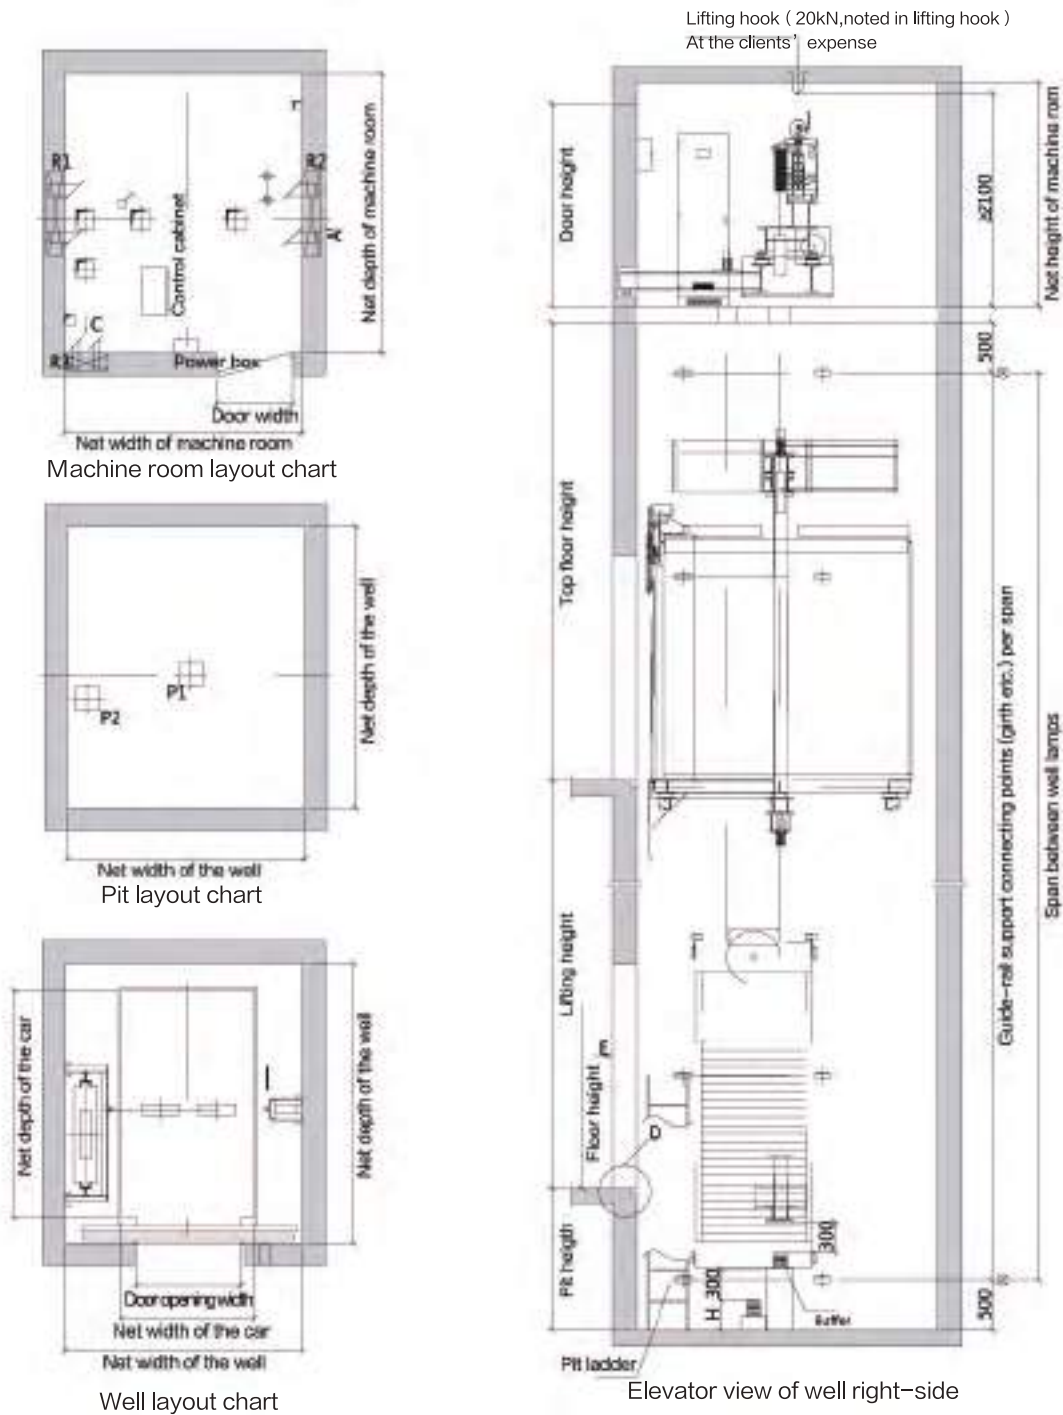 Lifting hook ( 20kN,noted in lifting hook )
At the clients' expense
R1
R2
A'
Control cabinet
Net depth of machine room
C
R3
Power box
Door width
Net width of machine room
Machine room layout chart
P1
P2
Net depth of the well
Net width of the well
Pit layout chart
Net depth of the car
Net depth of the well
Door opening width
Net width of the car
Net width of the well
Well layout chart
Door height
≥2100
Net height of machine rom
500
Top floor height
Guide-rail support connecting points (girth etc.) per span
Span between well lamps
Lifting height
Floor height
E
D
Pit heigth
300
H 300
Buffer
500
Pit ladder
Elevator view of well right-side